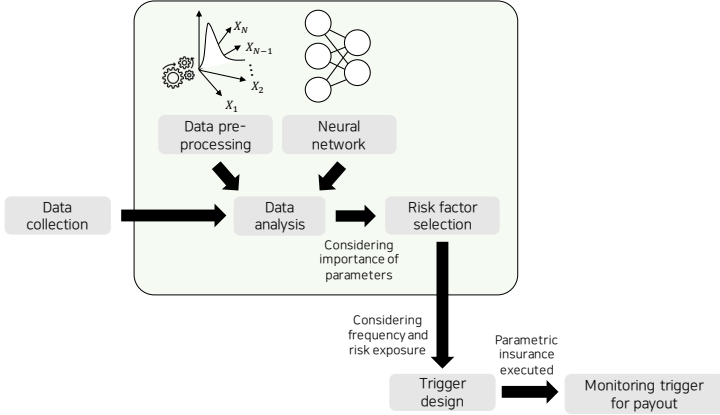 X_N
X_{N-1}
⋮
X_2
X_1
Data pre-
processing
Neural
network
Data
collection
Data
analysis
Risk factor
selection
Considering
importance of
parameters
Considering
frequency and
risk exposure
Parametric
insurance
executed
Trigger
design
Monitoring trigger
for payout